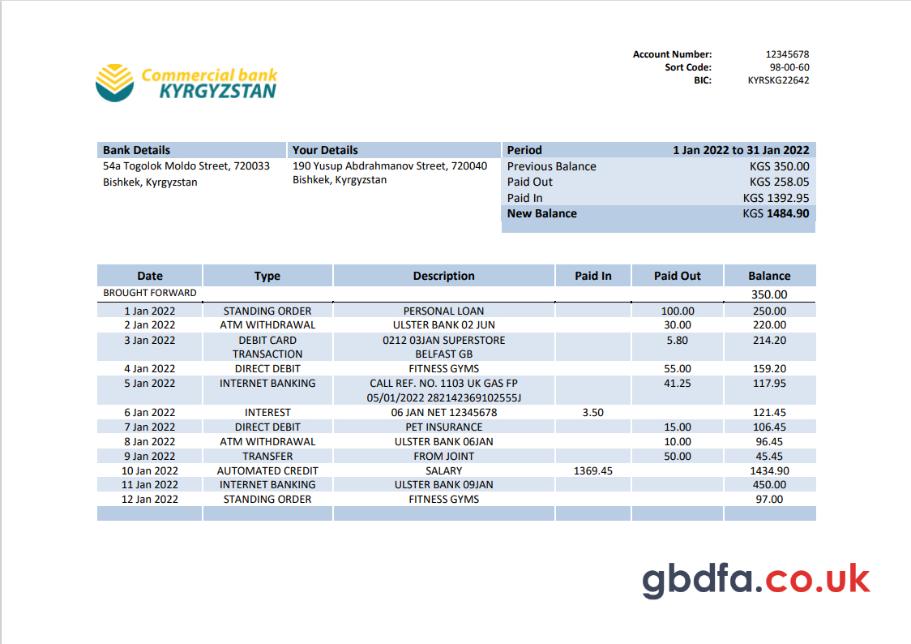 Commercial bank
KYRGYZSTAN
Account Number: 12345678
Sort Code: 98-00-60
BIC: KYRSKG22642
Bank Details Your Details Period 1 Jan 2022 to 31 Jan 2022
54a Togolok Moldo Street, 720033 190 Yusup Abdrahmanov Street, 720040 Previous Balance KGS 350.00
Bishkek, Kyrgyzstan Bishkek, Kyrgyzstan Paid Out KGS 258.05
Paid In KGS 1392.95
New Balance KGS 1484.90
Date Type Description Paid In Paid Out Balance
BROUGHT FORWARD 350.00
1 Jan 2022 STANDING ORDER PERSONAL LOAN 100.00 250.00
2 Jan 2022 ATM WITHDRAWAL ULSTER BANK 02 JUN 30.00 220.00
3 Jan 2022 DEBIT CARD 0212 03JAN SUPERSTORE 5.80 214.20
TRANSACTION BELFAST GB
4 Jan 2022 DIRECT DEBIT FITNESS GYMS 55.00 159.20
5 Jan 2022 INTERNET BANKING CALL REF. NO. 1103 UK GAS FP 41.25 117.95
05/01/2022 282142369102555J
6 Jan 2022 INTEREST 06 JAN NET 12345678 3.50 121.45
7 Jan 2022 DIRECT DEBIT PET INSURANCE 15.00 106.45
8 Jan 2022 ATM WITHDRAWAL ULSTER BANK 06JAN 10.00 96.45
9 Jan 2022 TRANSFER FROM JOINT 50.00 45.45
10 Jan 2022 AUTOMATED CREDIT SALARY 1369.45 1434.90
11 Jan 2022 INTERNET BANKING ULSTER BANK 09JAN 450.00
12 Jan 2022 STANDING ORDER FITNESS GYMS 97.00
gbdfa.co.uk